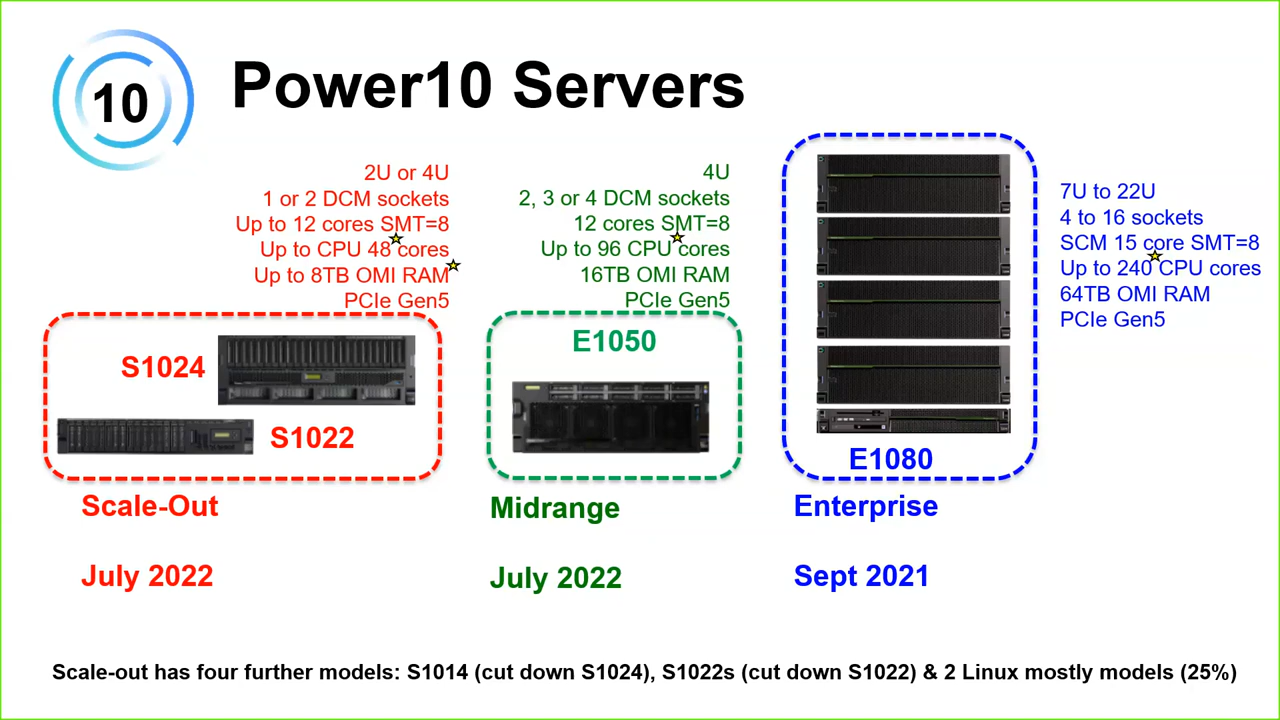 10
Power10 Servers
2U or 4U
1 or 2 DCM sockets
Up to 12 cores SMT=8
Up to CPU 48 cores
Up to 8TB OMI RAM
PCIe Gen5
S1024
S1022
Scale-Out
July 2022
4U
2, 3 or 4 DCM sockets
12 cores SMT=8
Up to 96 CPU cores
16TB OMI RAM
PCIe Gen5
E1050
Midrange
July 2022
7U to 22U
4 to 16 sockets
SCM 15 core SMT=8
Up to 240 CPU cores
64TB OMI RAM
PCIe Gen5
E1080
Enterprise
Sept 2021
Scale-out has four further models: S1014 (cut down S1024), S1022s (cut down S1022) & 2 Linux mostly models (25%)